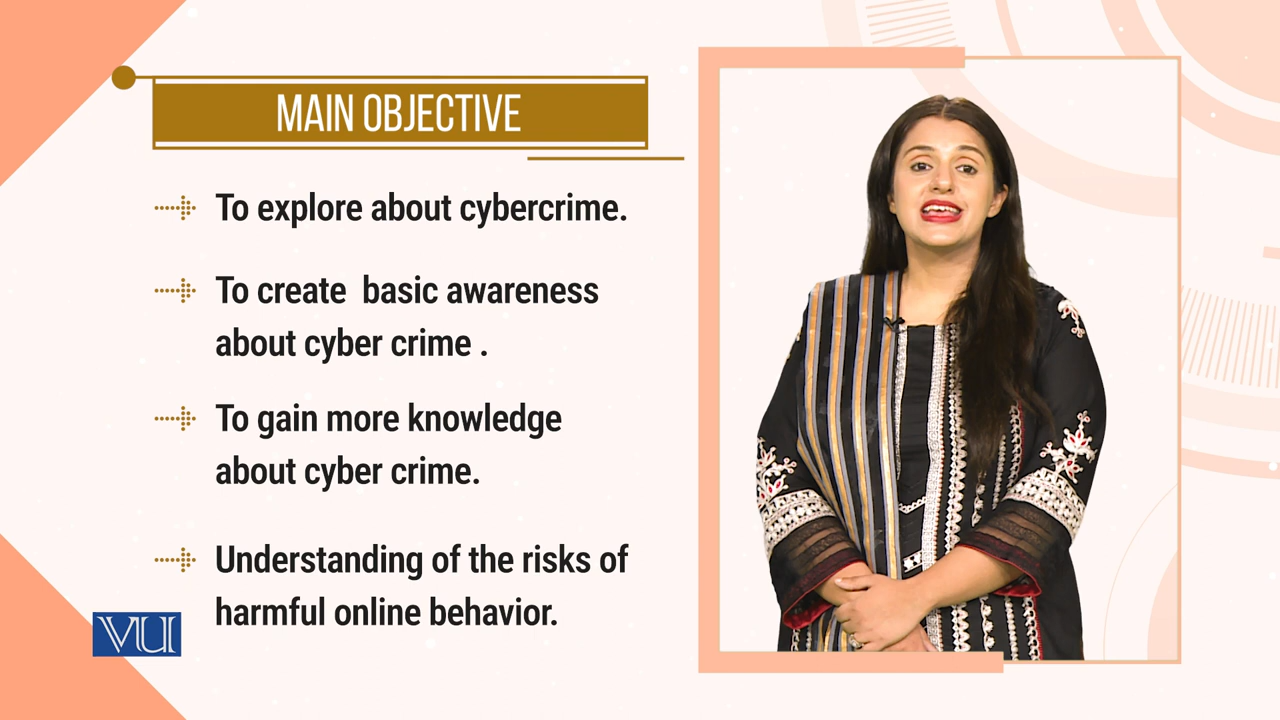 MAIN OBJECTIVE
To explore about cybercrime.
To create  basic awareness
about cyber crime .
To gain more knowledge
about cyber crime.
Understanding of the risks of
harmful online behavior.
VU